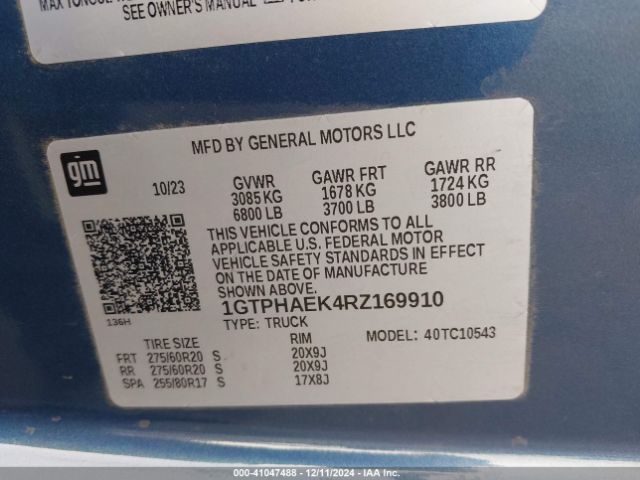 SEE OWNER'S MANUAL
MFD BY GENERAL MOTORS LLC
gm
10/23
GVWR GAWR FRT GAWR RR
3085 KG 1678 KG 1724 KG
6800 LB 3700 LB 3800 LB
THIS VEHICLE CONFORMS TO ALL
APPLICABLE U.S. FEDERAL MOTOR
VEHICLE SAFETY STANDARDS IN EFFECT
ON THE DATE OF MANUFACTURE
SHOWN ABOVE.
1GTPHAEK4RZ169910
136H
TYPE: TRUCK
MODEL: 40TC10543
TIRE SIZE RIM
FRT 275/60R20 S 20X9J
RR 275/60R20 S 20X9J
SPA 255/80R17 S 17X8J
000-41047488 - 12/11/2024 - IAA Inc.